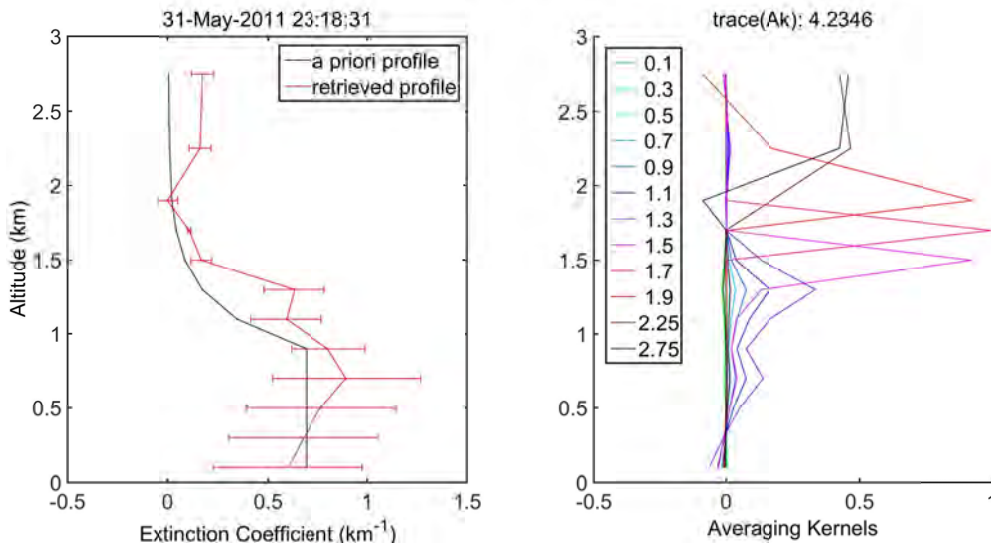 31-May-2011 23:18:31
3
2.5
2
1.5
1
0.5
0
Altitude (km)
a priori profile
retrieved profile
-0.5 0 0.5 1 1.5
Extinction Coefficient (km⁻¹)
trace(Ak): 4.2346
3
2.5
2
1.5
1
0.5
0
0.1
0.3
0.5
0.7
0.9
1.1
1.3
1.5
1.7
1.9
2.25
2.75
-0.5 0 0.5 1
Averaging Kernels